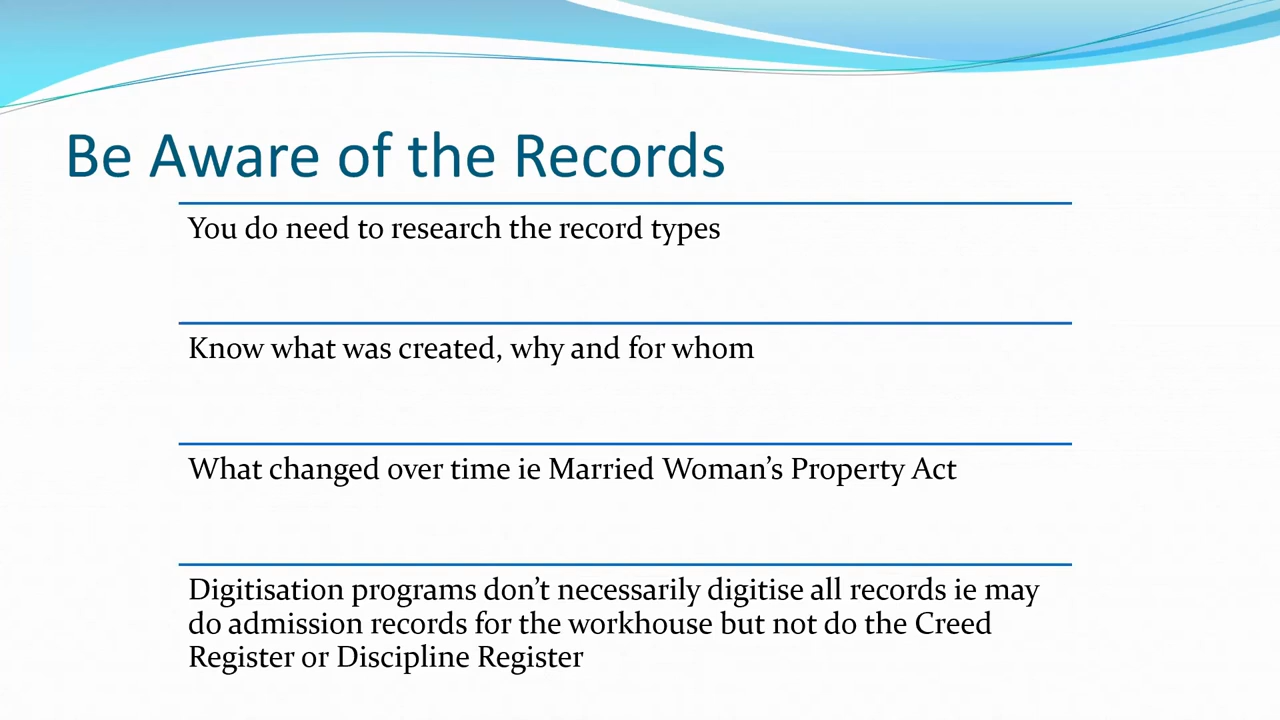 Be Aware of the Records
You do need to research the record types
Know what was created, why and for whom
What changed over time ie Married Woman’s Property Act
Digitisation programs don’t necessarily digitise all records ie may
do admission records for the workhouse but not do the Creed
Register or Discipline Register